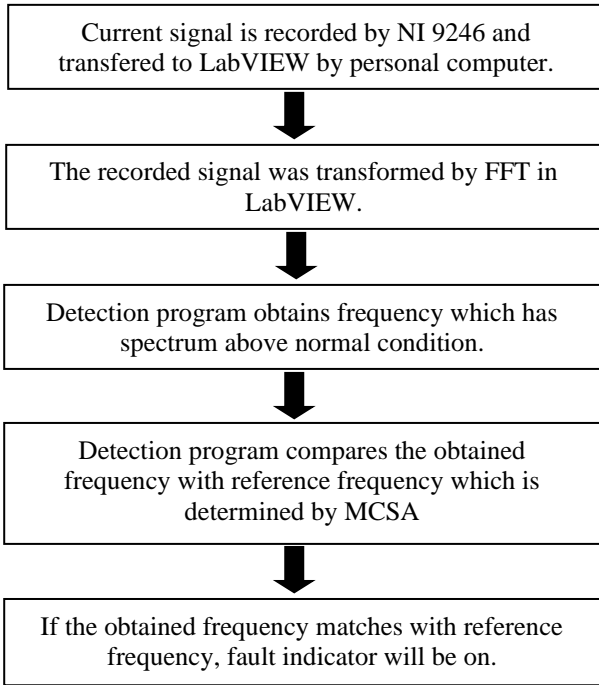 Current signal is recorded by NI 9246 and
transfered to LabVIEW by personal computer.
The recorded signal was transformed by FFT in
LabVIEW.
Detection program obtains frequency which has
spectrum above normal condition.
Detection program compares the obtained
frequency with reference frequency which is
determined by MCSA
If the obtained frequency matches with reference
frequency, fault indicator will be on.